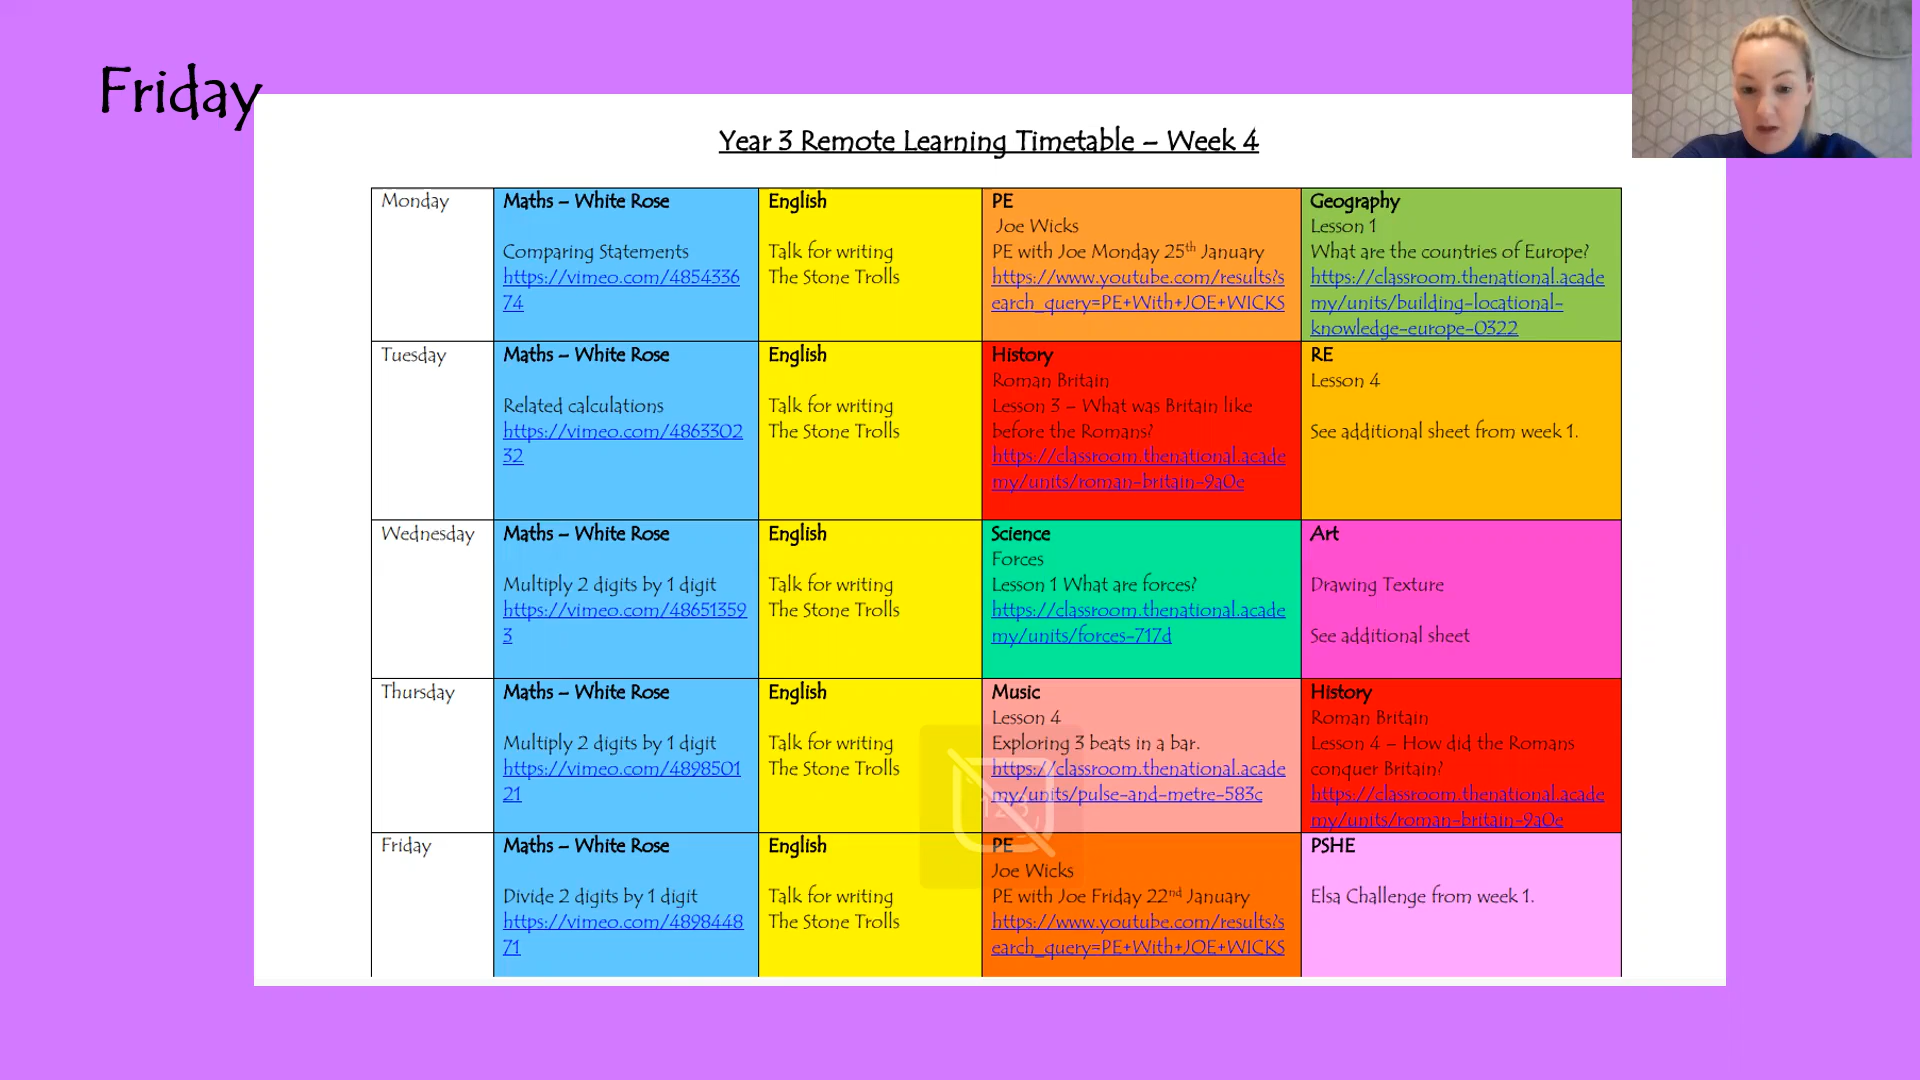 Friday
Year 3 Remote Learning Timetable – Week 4
Monday
Maths – White Rose
Comparing Statements
https://vimeo.com/4854336
74
English
Talk for writing
The Stone Trolls
PE
Joe Wicks
PE with Joe Monday 25th January
https://www.youtube.com/results?s
earch_query=PE+With+JOE+WICKS
Geography
Lesson 1
What are the countries of Europe?
https://classroom.thenational.acade
my/units/building-locational-
knowledge-europe-0322
Tuesday
Maths – White Rose
Related calculations
https://vimeo.com/4863302
32
English
Talk for writing
The Stone Trolls
History
Roman Britain
Lesson 3 – What was Britain like
before the Romans?
https://classroom.thenational.acade
my/units/roman-britain-9a0e
RE
Lesson 4
See additional sheet from week 1.
Wednesday
Maths – White Rose
Multiply 2 digits by 1 digit
https://vimeo.com/48651359
3
English
Talk for writing
The Stone Trolls
Science
Forces
Lesson 1 What are forces?
https://classroom.thenational.acade
my/units/forces-717d
Art
Drawing Texture
See additional sheet
Thursday
Maths – White Rose
Multiply 2 digits by 1 digit
https://vimeo.com/4898501
21
English
Talk for writing
The Stone Trolls
Music
Lesson 4
Exploring 3 beats in a bar.
https://classroom.thenational.acade
my/units/pulse-and-metre-583c
History
Roman Britain
Lesson 4 – How did the Romans
conquer Britain?
https://classroom.thenational.acade
my/units/roman-britain-9a0e
Friday
Maths – White Rose
Divide 2 digits by 1 digit
https://vimeo.com/4898448
71
English
Talk for writing
The Stone Trolls
PE
Joe Wicks
PE with Joe Friday 22nd January
https://www.youtube.com/results?s
earch_query=PE+With+JOE+WICKS
PSHE
Elsa Challenge from week 1.